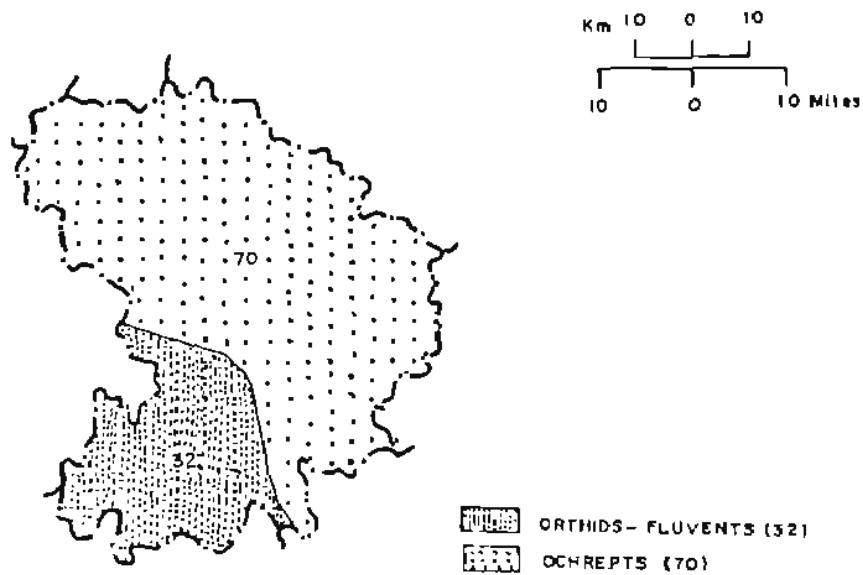 Km 10 0 10
10 0 10 Miles
70
32
ORTHIDS - FLUVENTS (32)
OCHREPTS (70)